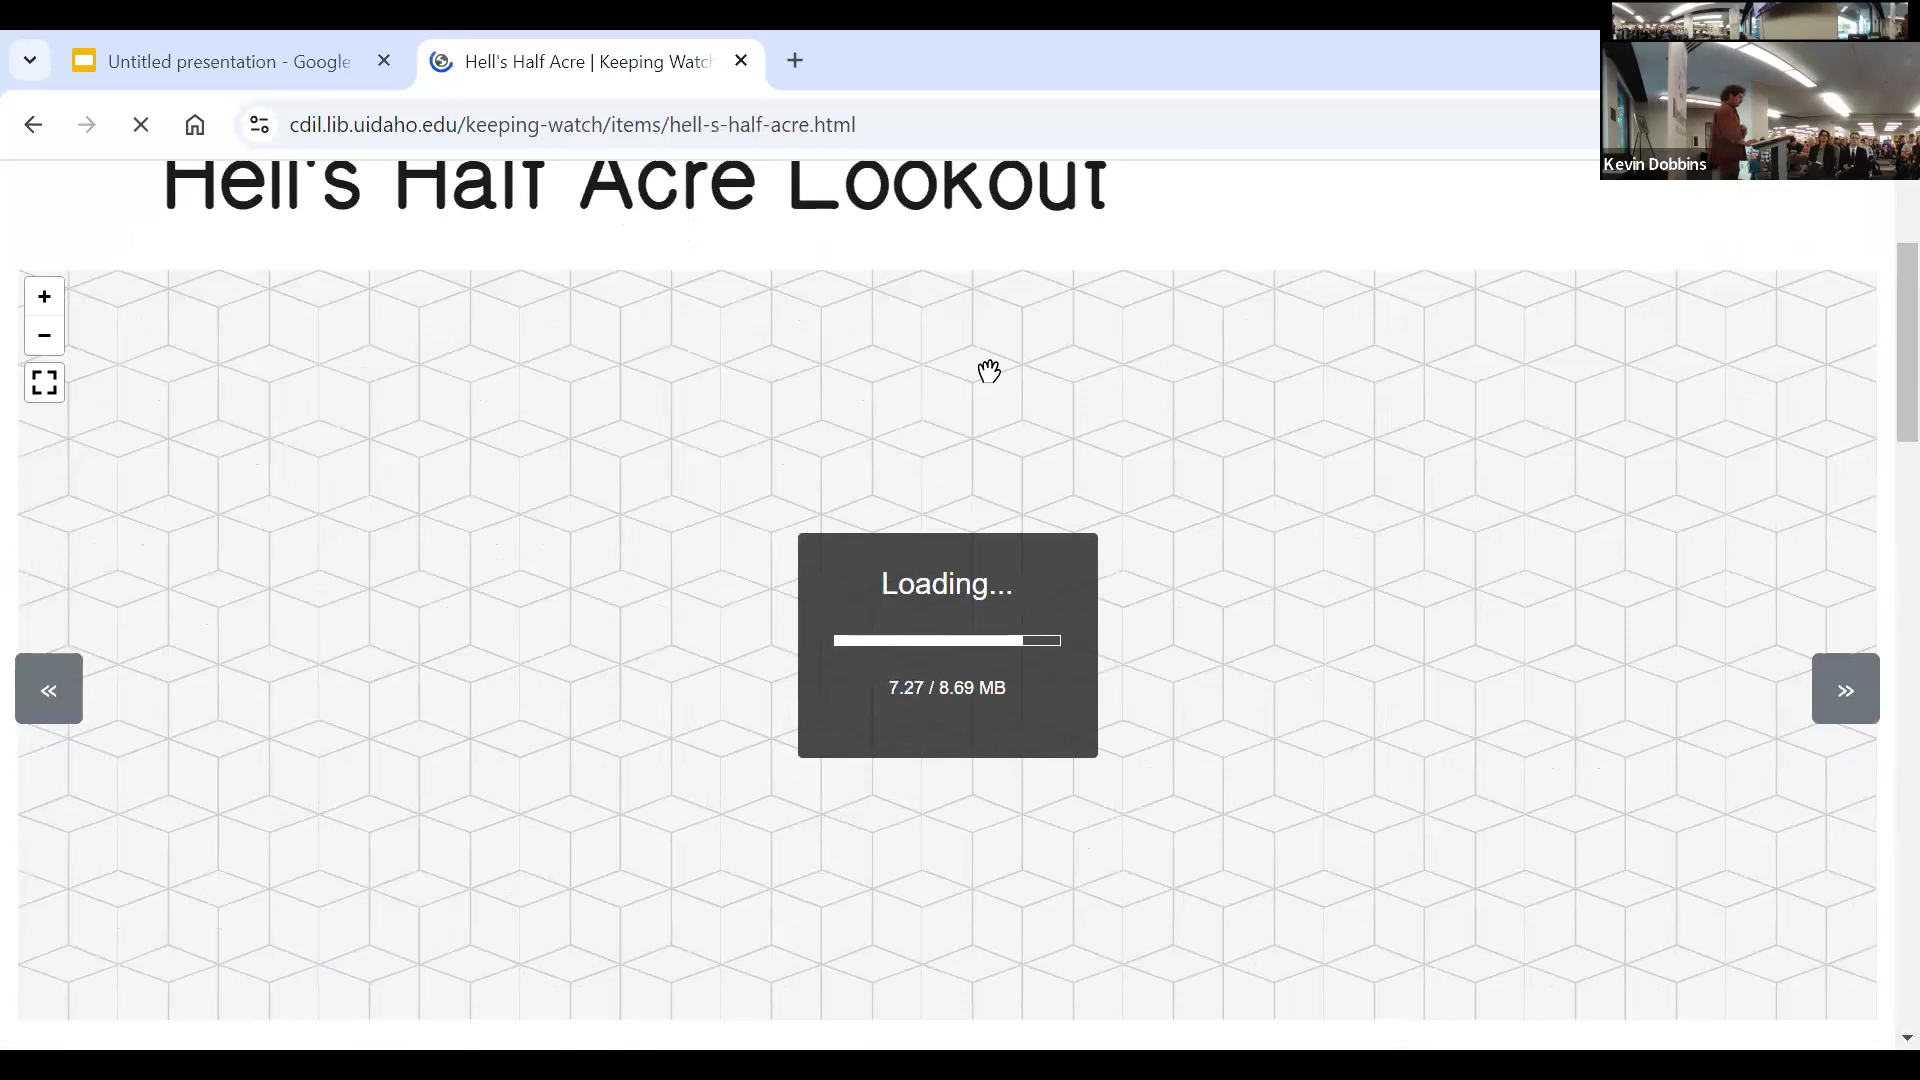 Untitled presentation - Google
Hell's Half Acre | Keeping Watc
cdil.lib.uidaho.edu/keeping-watch/items/hell-s-half-acre.html
Kevin Dobbins
Hell's Half Acre Lookout
+
−
Loading...
7.27 / 8.69 MB
«
»